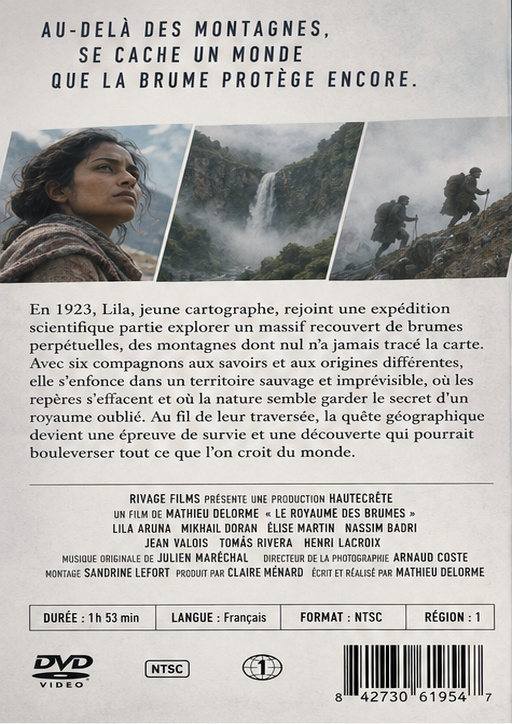 AU-DELÀ DES MONTAGNES,
SE CACHE UN MONDE
QUE LA BRUME PROTÈGE ENCORE.
En 1923, Lila, jeune cartographe, rejoint une expédition
scientifique partie explorer un massif recouvert de brumes
perpétuelles, des montagnes dont nul n'a jamais tracé la carte.
Avec six compagnons aux savoirs et aux origines différentes,
elle s'enfonce dans un territoire sauvage et imprévisible, où les
repères s'effacent et où la nature semble garder le secret d'un
royaume oublié. Au fil de leur traversée, la quête géographique
devient une épreuve de survie et une découverte qui pourrait
bouleverser tout ce que l'on croit du monde.
RIVAGE FILMS PRÉSENTE UNE PRODUCTION HAUTECRÊTE
UN FILM DE MATHIEU DELORME « LE ROYAUME DES BRUMES »
LILA ARUNA MIKHAIL DORAN ÉLISE MARTIN NASSIM BADRI
JEAN VALOIS TOMÁS RIVERA HENRI LACROIX
MUSIQUE ORIGINALE DE JULIEN MARÉCHAL DIRECTEUR DE LA PHOTOGRAPHIE ARNAUD COSTE
MONTAGE SANDRINE LEFORT PRODUIT PAR CLAIRE MÉNARD ÉCRIT ET RÉALISÉ PAR MATHIEU DELORME
DURÉE : 1 h 53 min LANGUE : Français FORMAT : NTSC RÉGION : 1
DVD VIDEO NTSC 1
8 42730 61954 7